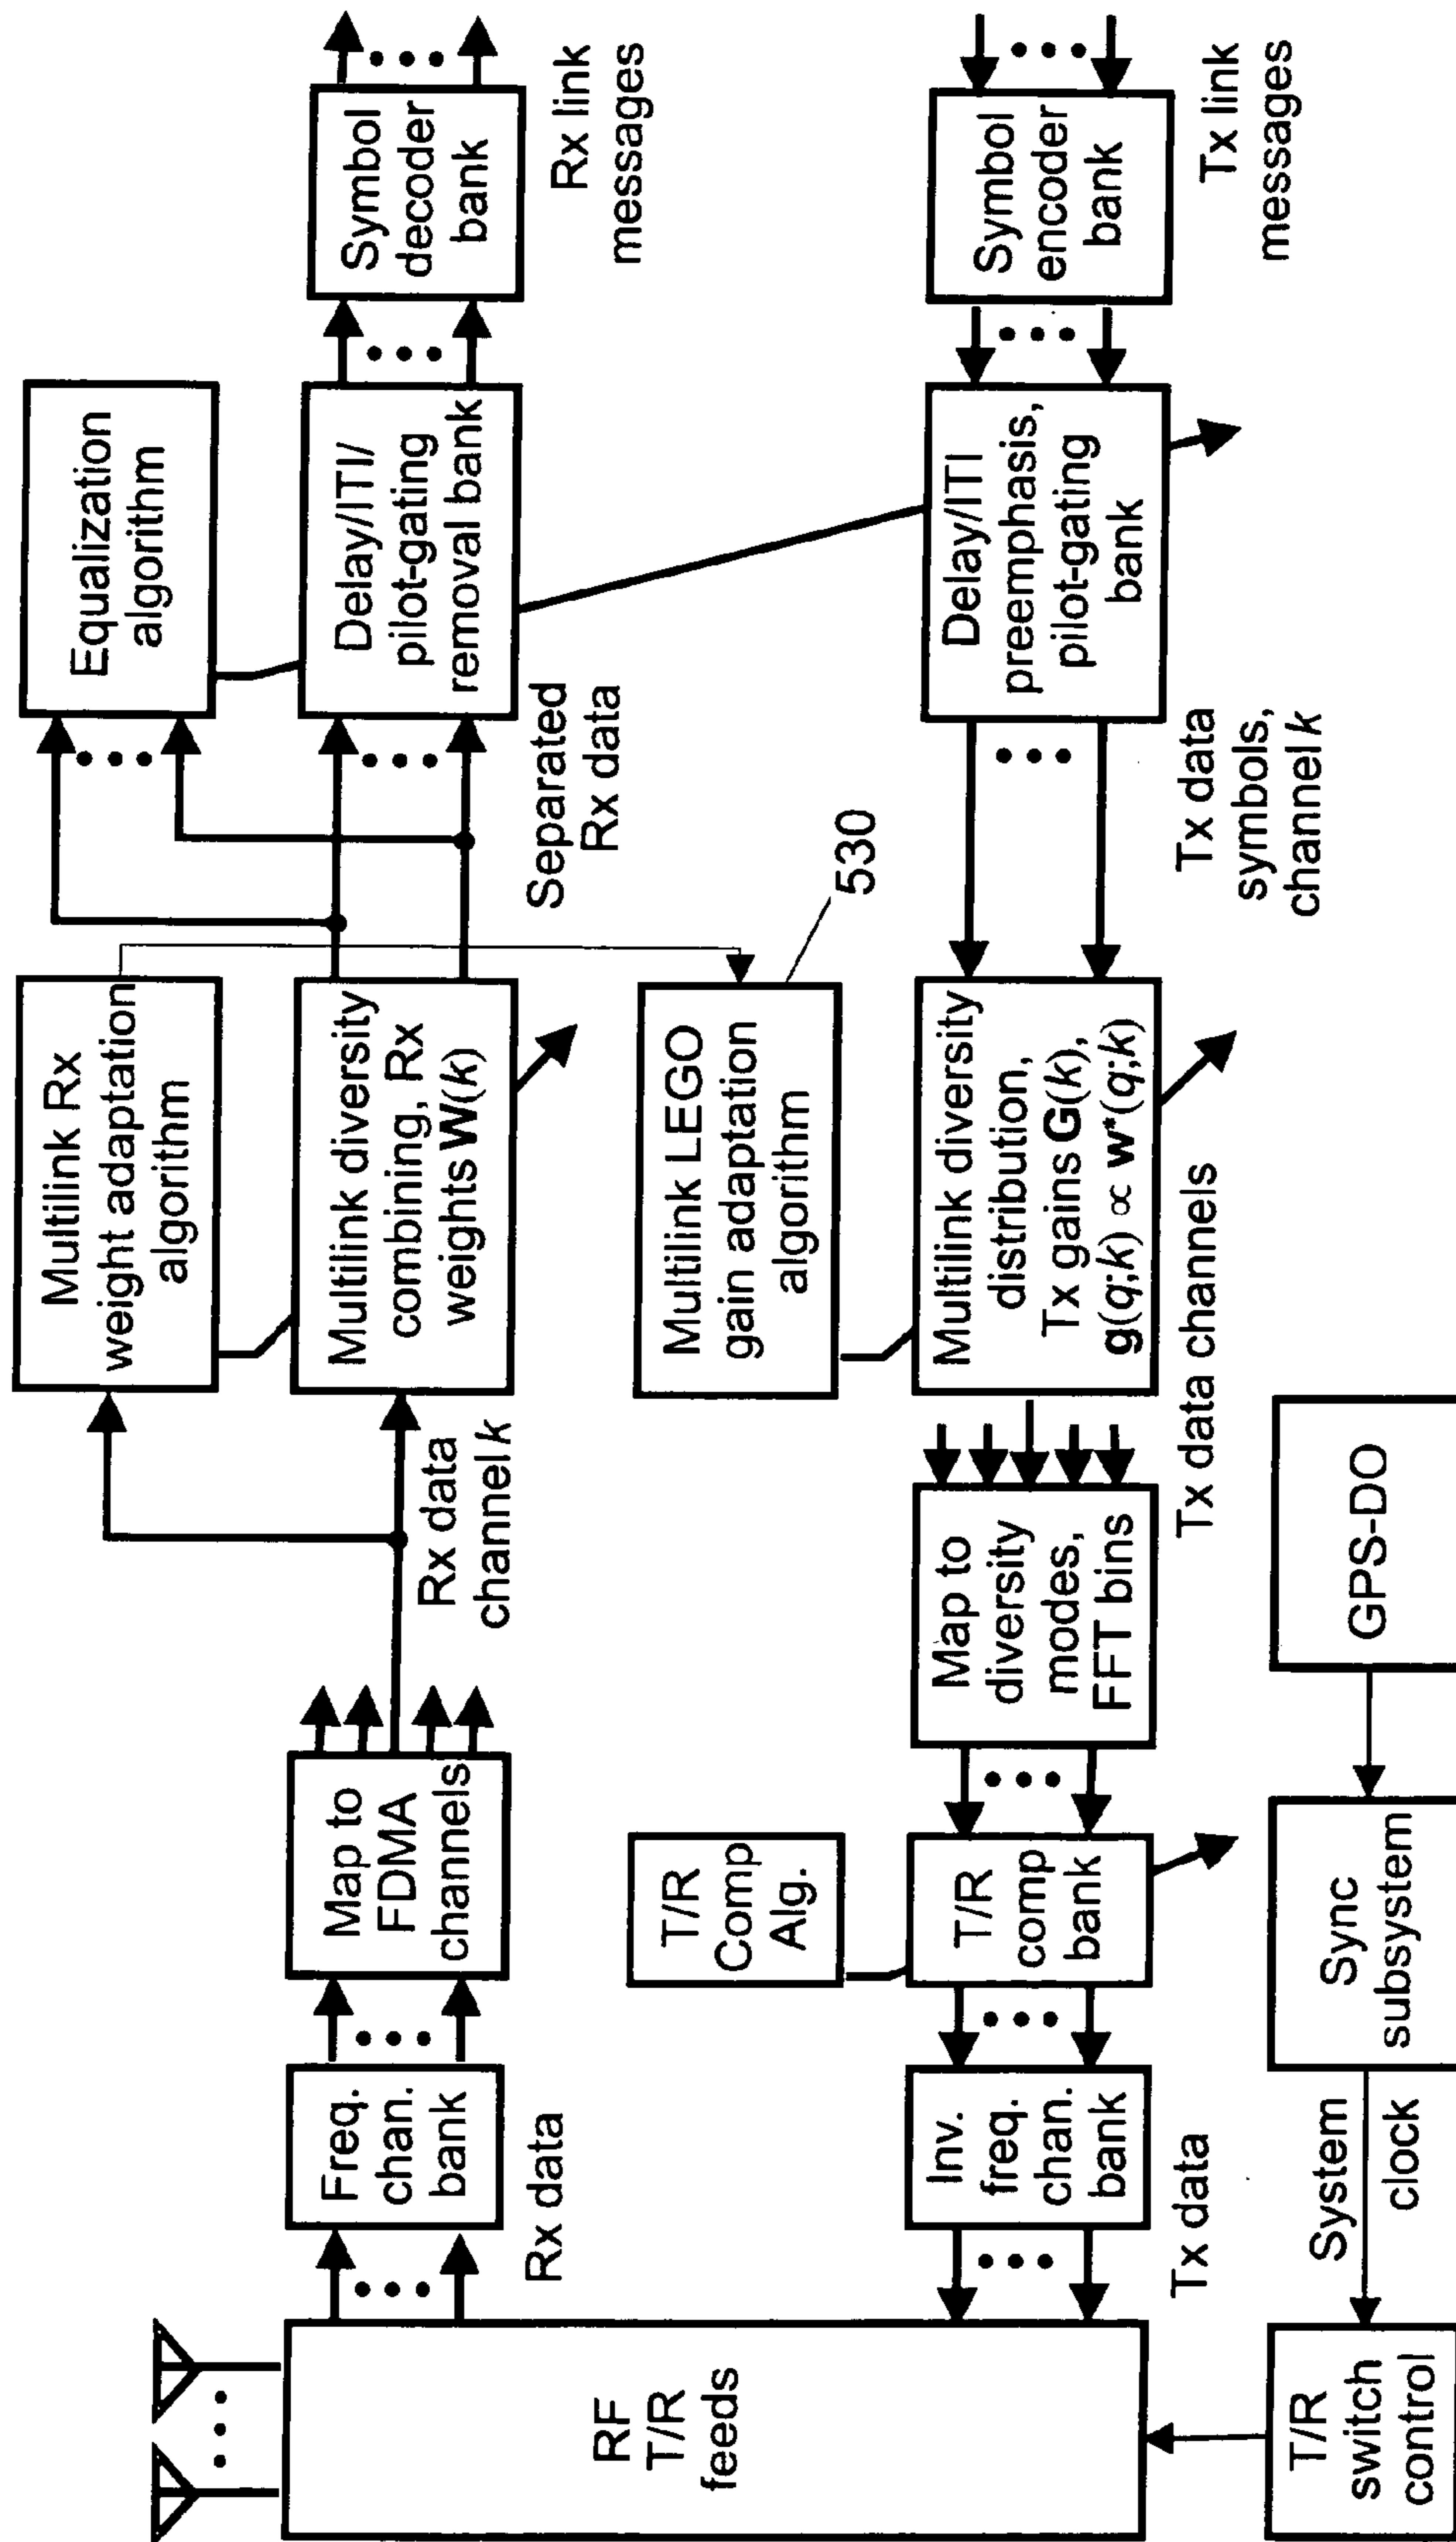 RF
T/R
feeds
Freq.
chan.
bank
Rx data
Map to
FDMA
channels
Rx data
channel k
Multilink Rx
weight adaptation
algorithm
Multilink diversity
combining, Rx
weights W(k)
Separated
Rx data
Equalization
algorithm
Delay/ITI/
pilot-gating
removal bank
Symbol
decoder
bank
Rx link
messages
Multilink LEGO
gain adaptation
algorithm
530
T/R
Comp
Alg.
Inv.
freq.
chan.
bank
Tx data
T/R
comp
bank
Map to
diversity
modes,
FFT bins
Tx data channels
Multilink diversity
distribution,
Tx gains G(k),
g(q;k) ∝ w*(q;k)
Tx data
symbols,
channel k
Delay/ITI
preemphasis,
pilot-gating
bank
Symbol
encoder
bank
Tx link
messages
T/R
switch
control
System
clock
Sync
subsystem
GPS-DO